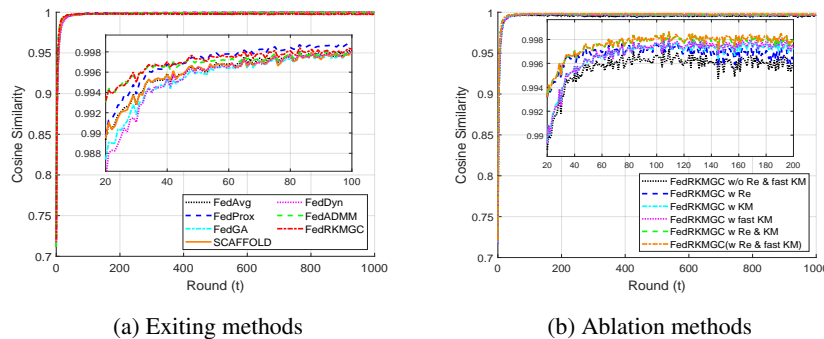 1
0.95
0.9
0.85
0.8
0.75
0.7
Cosine Similarity
0.998
0.996
0.994
0.992
0.99
0.988
20 40 60 80 100
FedAvg
FedProx
FedGA
SCAFFOLD
FedDyn
FedADMM
FedRKMGC
0 200 400 600 800 1000
Round (t)
(a) Exiting methods
1
0.95
0.9
0.85
0.8
0.75
0.7
Cosine Similarity
0.998
0.996
0.994
0.992
0.99
20 40 60 80 100 120 140 160 180 200
FedRKMGC w/o Re & fast KM
FedRKMGC w Re
FedRKMGC w KM
FedRKMGC w fast KM
FedRKMGC w Re & KM
FedRKMGC(w Re & fast KM)
0 200 400 600 800 1000
Round (t)
(b) Ablation methods